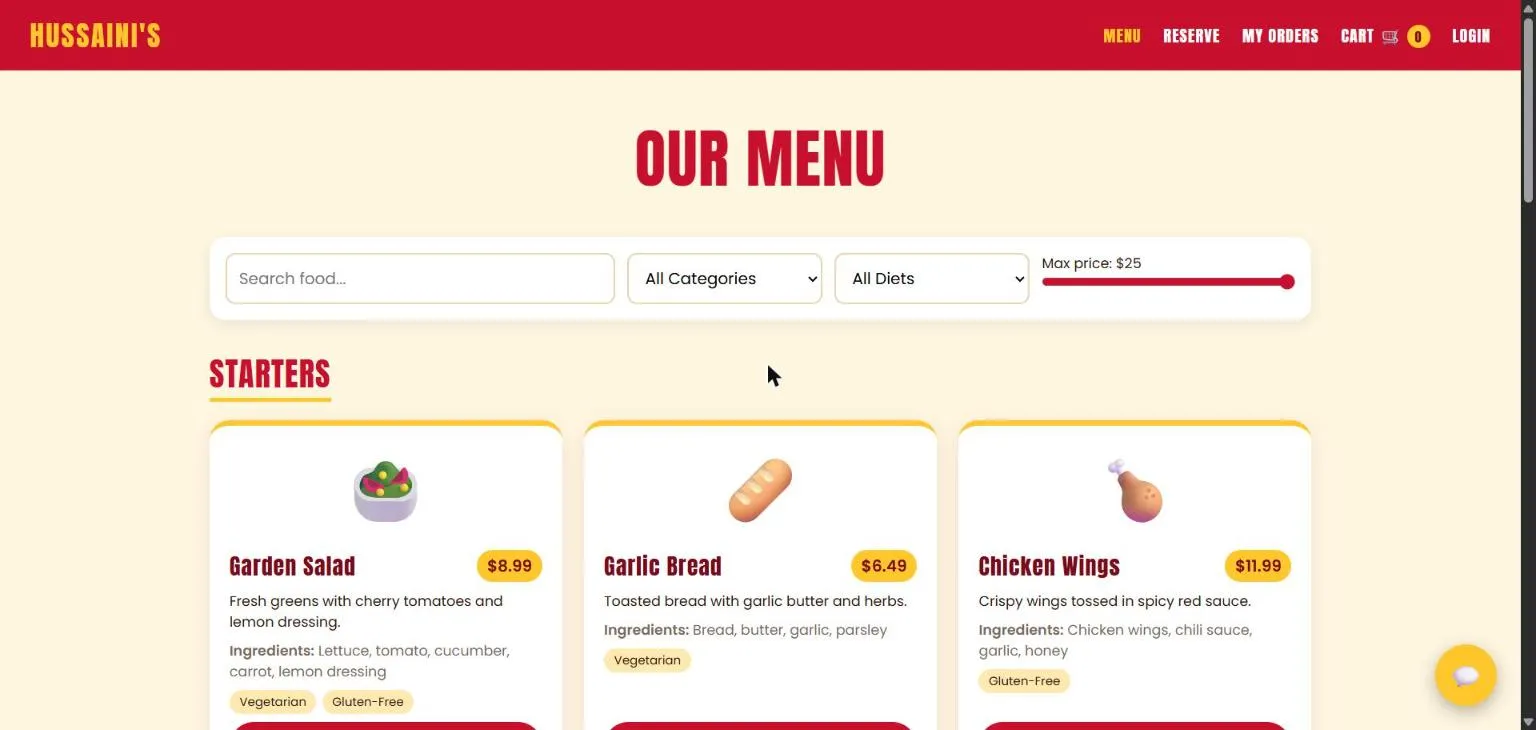 HUSSAINI'S
MENU RESERVE MY ORDERS CART 🛒 0 LOGIN
OUR MENU
Search food...
All Categories
All Diets
Max price: $25
STARTERS
Garden Salad
$8.99
Fresh greens with cherry tomatoes and
lemon dressing.
Ingredients: Lettuce, tomato, cucumber,
carrot, lemon dressing
Vegetarian Gluten-Free
Garlic Bread
$6.49
Toasted bread with garlic butter and herbs.
Ingredients: Bread, butter, garlic, parsley
Vegetarian
Chicken Wings
$11.99
Crispy wings tossed in spicy red sauce.
Ingredients: Chicken wings, chili sauce,
garlic, honey
Gluten-Free